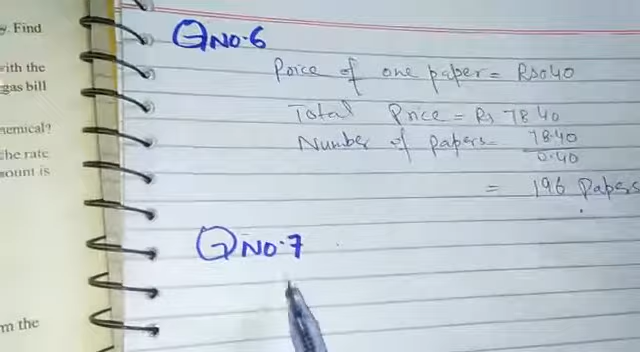 y. Find
with the
gas bill
hemical?
the rate
mount is
m the
Q NO.6
Price of one paper = Rs 0.40
Total Price = Rs 78.40
Number of papers = 78.40
0.40
= 196 Papers
Q NO.7